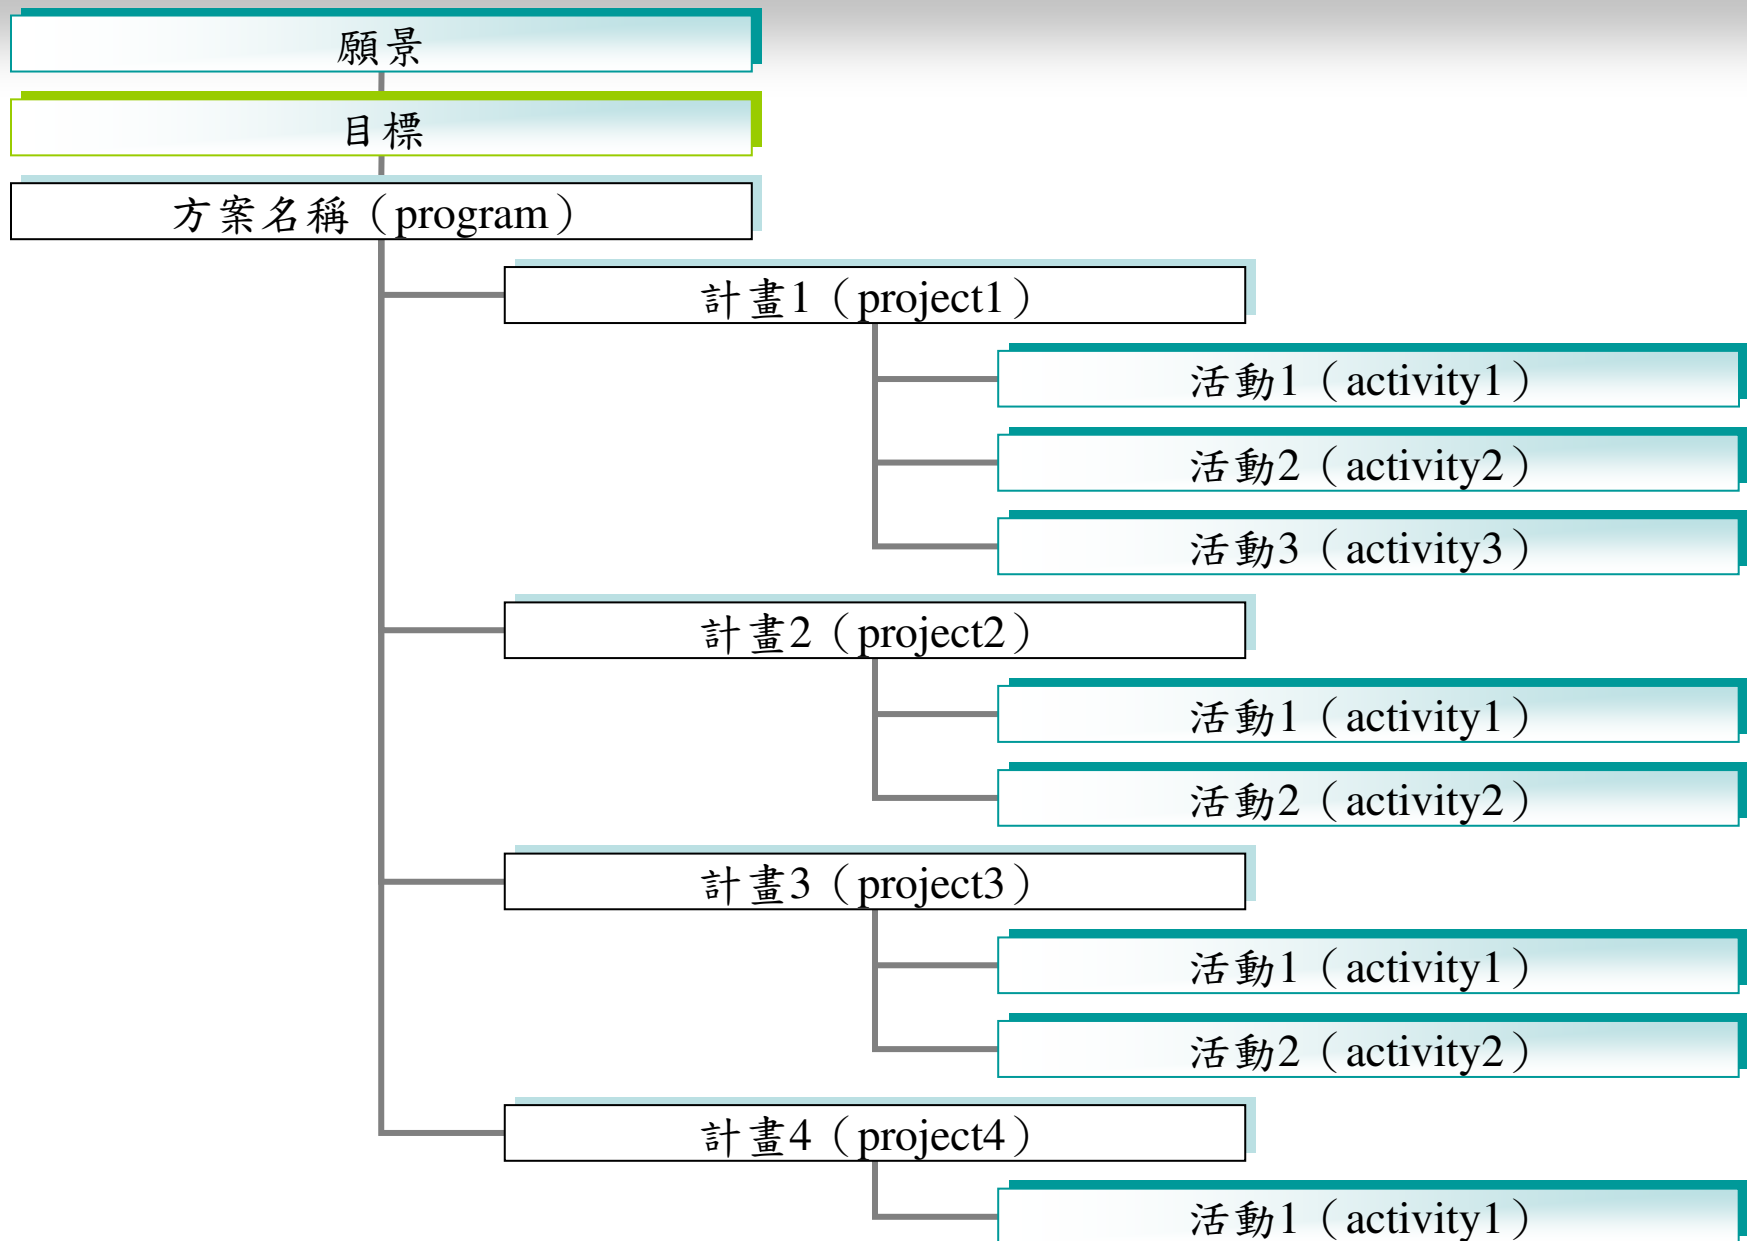 願景
目標
方案名稱（program）
計畫1（project1）
活動1（activity1）
活動2（activity2）
活動3（activity3）
計畫2（project2）
活動1（activity1）
活動2（activity2）
計畫3（project3）
活動1（activity1）
活動2（activity2）
計畫4（project4）
活動1（activity1）